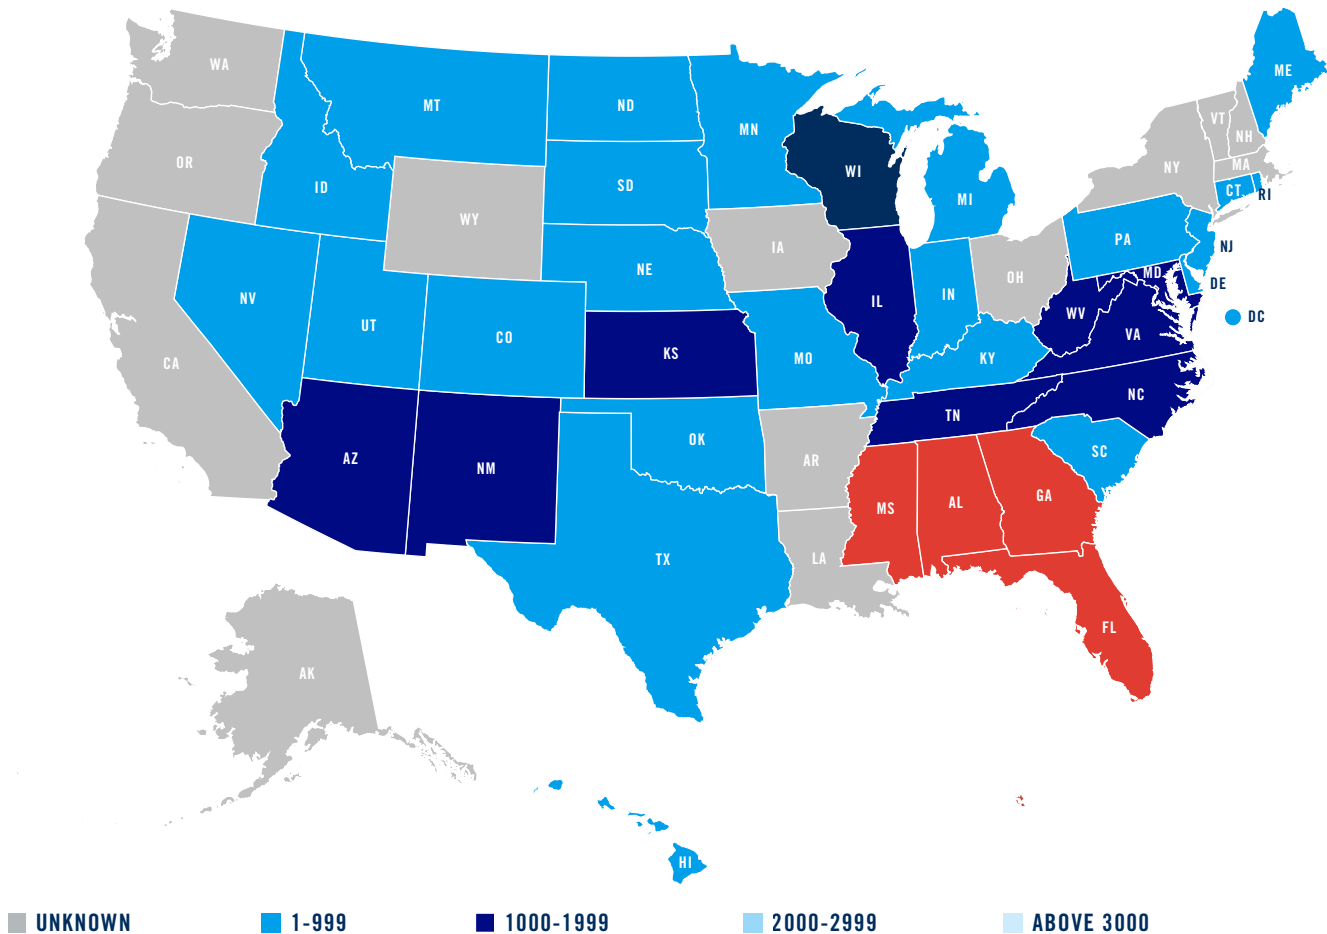 WA
MT
ND
MN
ME
VT
NH
OR
ID
SD
WI
NY
MA
WY
MI
CT
RI
NV
IA
PA
NJ
NE
OH
MD
DE
UT
CO
IL
IN
WV
DC
CA
KS
MO
KY
VA
AZ
NM
OK
TN
NC
AR
SC
TX
MS
AL
GA
LA
FL
AK
HI
UNKNOWN
1-999
1000-1999
2000-2999
ABOVE 3000